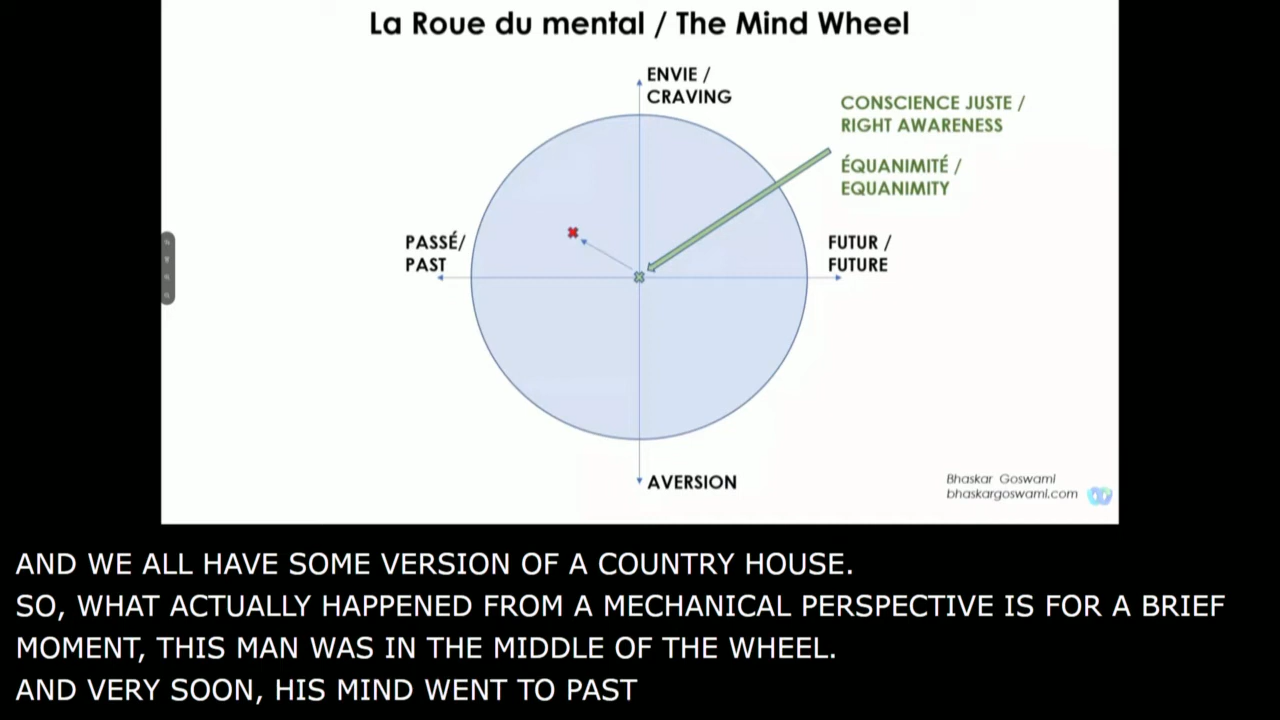 La Roue du mental / The Mind Wheel
ENVIE /
CRAVING
CONSCIENCE JUSTE /
RIGHT AWARENESS
ÉQUANIMITÉ /
EQUANIMITY
PASSÉ/
PAST
FUTUR /
FUTURE
AVERSION
Bhaskar Goswami
bhaskargoswami.com
AND WE ALL HAVE SOME VERSION OF A COUNTRY HOUSE.
SO, WHAT ACTUALLY HAPPENED FROM A MECHANICAL PERSPECTIVE IS FOR A BRIEF
MOMENT, THIS MAN WAS IN THE MIDDLE OF THE WHEEL.
AND VERY SOON, HIS MIND WENT TO PAST